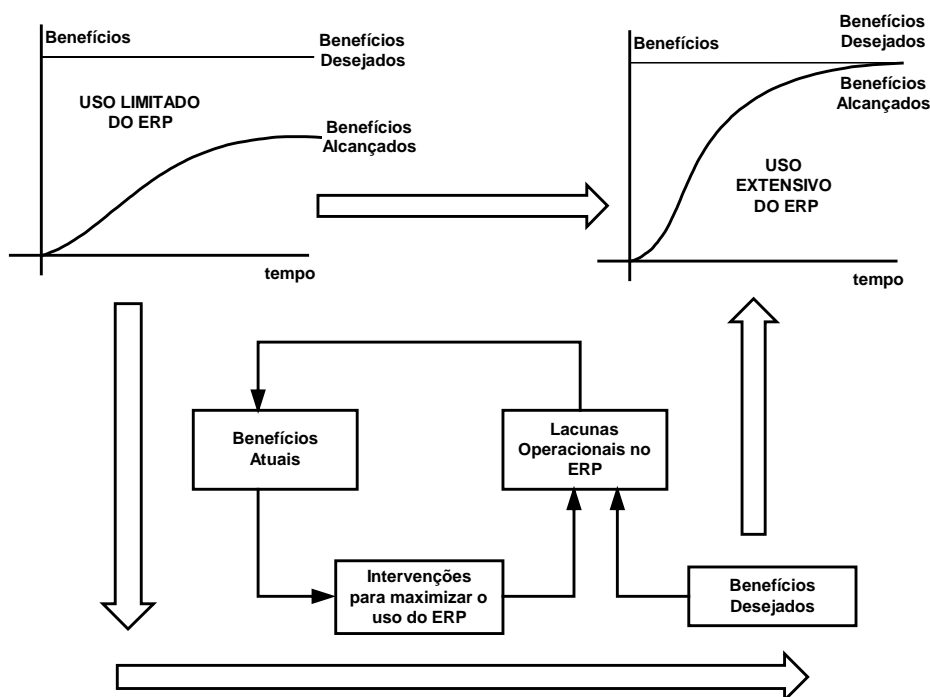 Benefícios
Benefícios
Desejados
USO LIMITADO
DO ERP
Benefícios
Alcançados
tempo
Benefícios
Benefícios
Desejados
Benefícios
Alcançados
USO
EXTENSIVO
DO ERP
tempo
Benefícios
Atuais
Lacunas
Operacionais no
ERP
Intervenções
para maximizar o
uso do ERP
Benefícios
Desejados